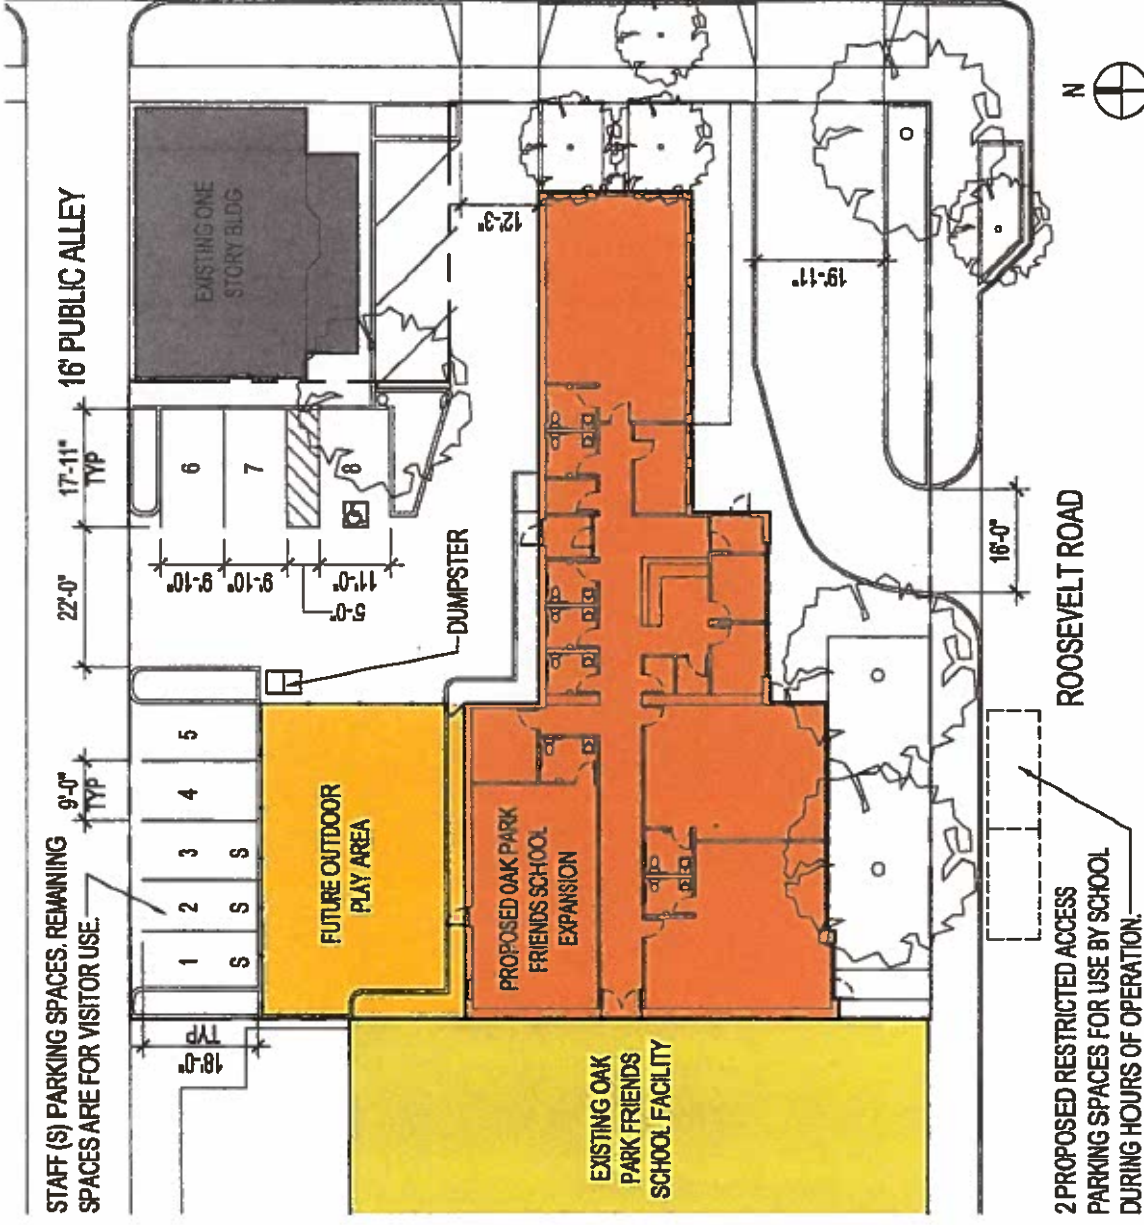 STAFF (S) PARKING SPACES. REMAINING
SPACES ARE FOR VISITOR USE.
16' PUBLIC ALLEY
9'-0"
TYP
22'-0"
17'-11"
TYP
18'-0"
TYP
1
2
3
4
5
S
S
S
6
7
8
9'-10"
9'-10"
5'-0"
11'-0"
EXISTING ONE
STORY BLDG
DUMPSTER
FUTURE OUTDOOR
PLAY AREA
12'-3"
PROPOSED OAK PARK
FRIENDS SCHOOL
EXPANSION
EXISTING OAK
PARK FRIENDS
SCHOOL FACILITY
19'-11"
16'-0"
ROOSEVELT ROAD
N
2 PROPOSED RESTRICTED ACCESS
PARKING SPACES FOR USE BY SCHOOL
DURING HOURS OF OPERATION.